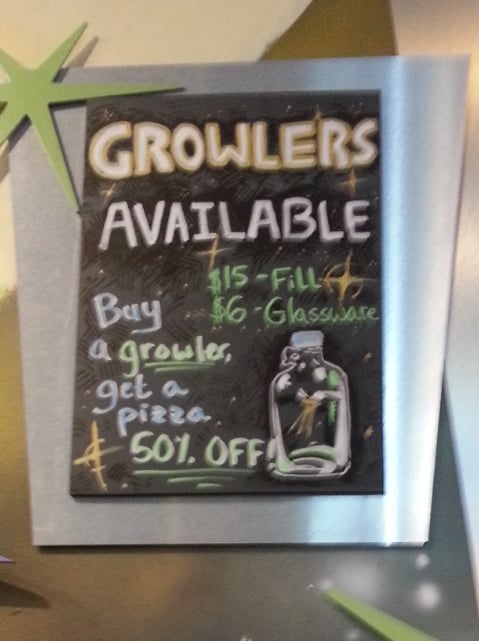 GROWLERS
AVAILABLE
$15 - Fill
$6 - Glassware
Buy
a growler,
get a
pizza
50% OFF!